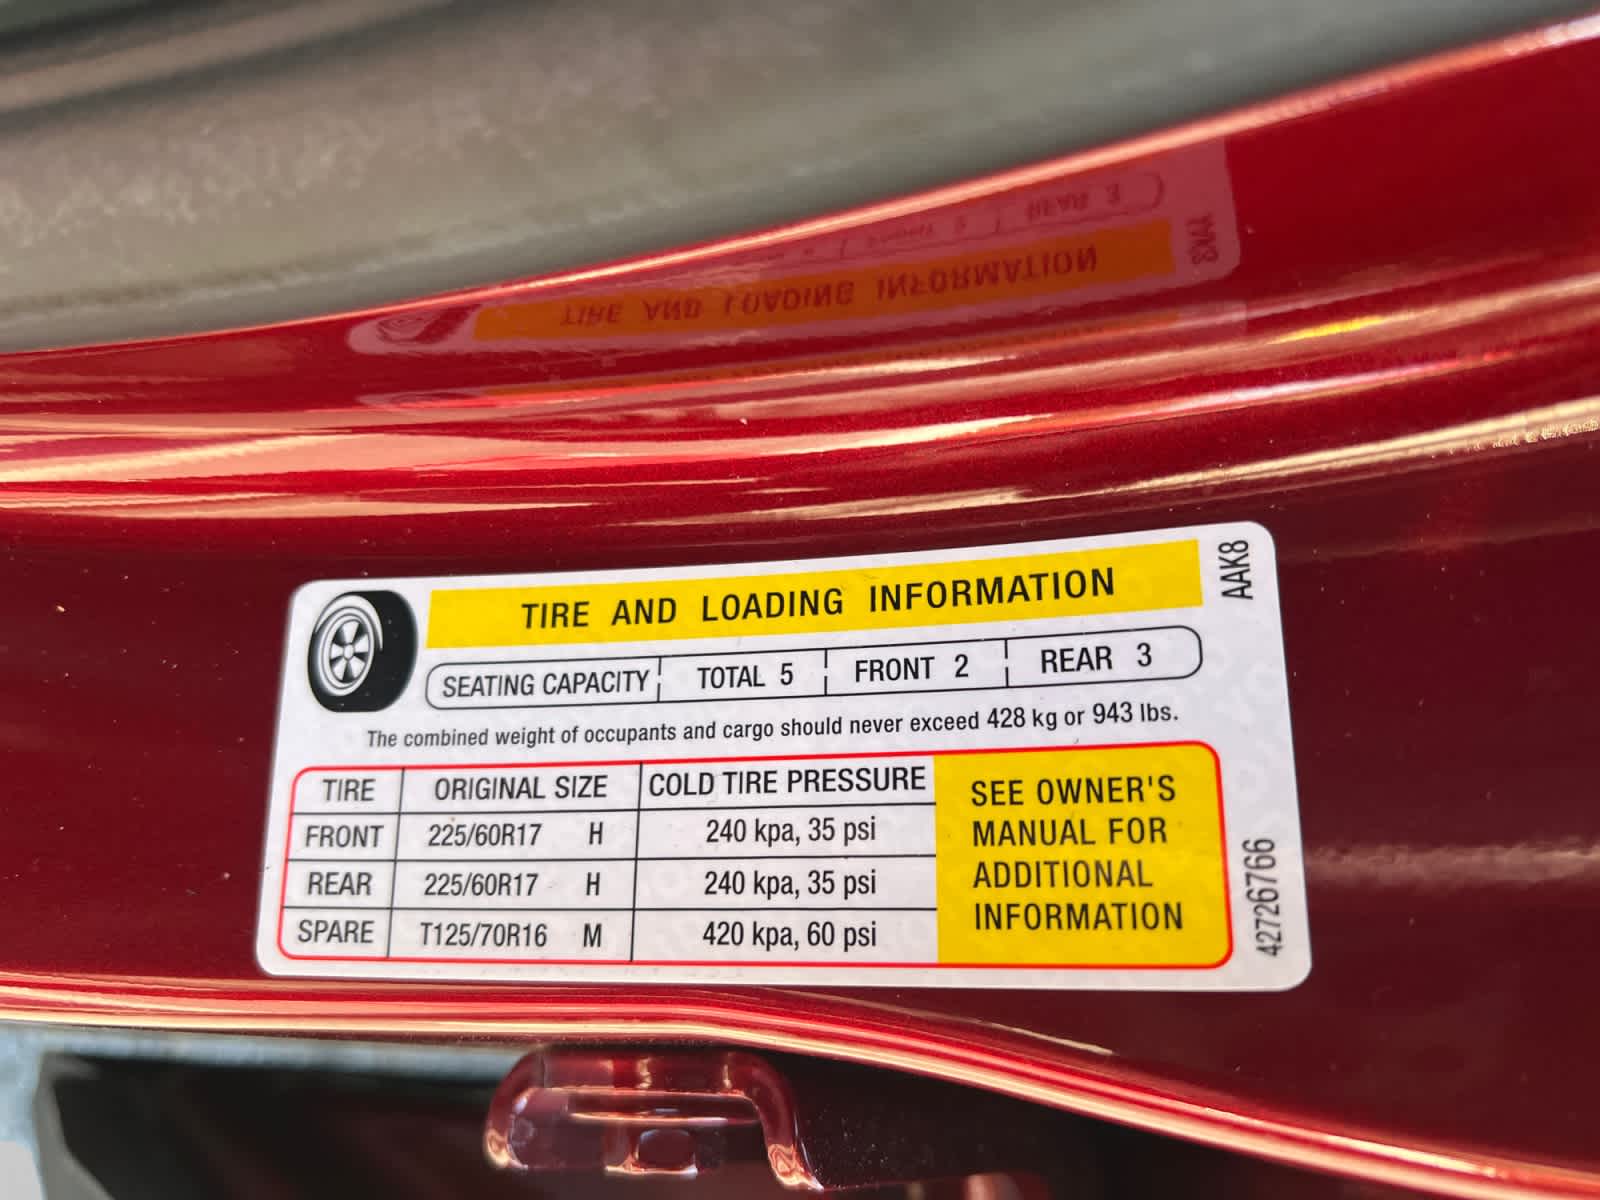 TIRE AND LOADING INFORMATION
AAK8
SEATING CAPACITY TOTAL 5 FRONT 2 REAR 3
The combined weight of occupants and cargo should never exceed 428 kg or 943 lbs.
TIRE ORIGINAL SIZE COLD TIRE PRESSURE
FRONT 225/60R17 H 240 kpa, 35 psi
REAR 225/60R17 H 240 kpa, 35 psi
SPARE T125/70R16 M 420 kpa, 60 psi
SEE OWNER'S
MANUAL FOR
ADDITIONAL
INFORMATION
42726766